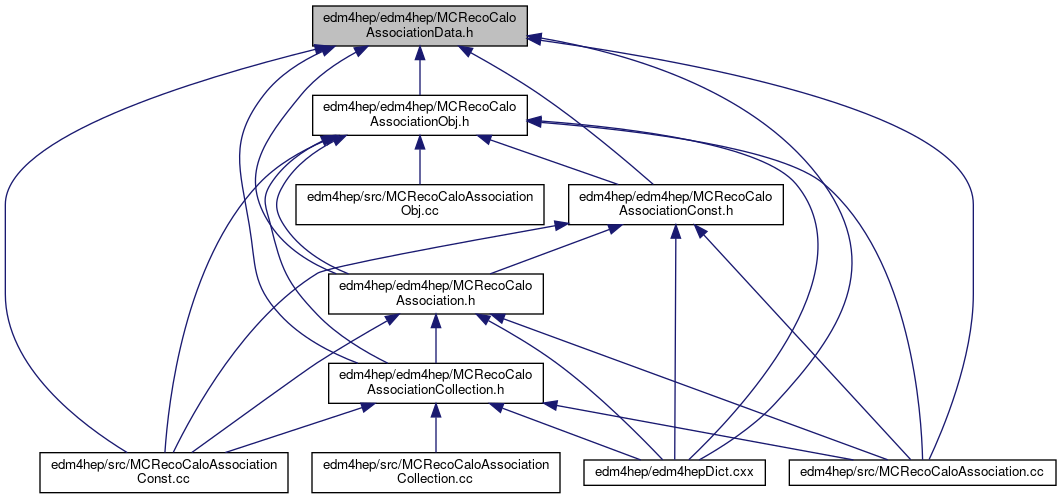 edm4hep/edm4hep/MCRecoCalo
AssociationData.h
edm4hep/edm4hep/MCRecoCalo
AssociationObj.h
edm4hep/src/MCRecoCaloAssociation
Obj.cc
edm4hep/edm4hep/MCRecoCalo
AssociationConst.h
edm4hep/edm4hep/MCRecoCalo
Association.h
edm4hep/edm4hep/MCRecoCalo
AssociationCollection.h
edm4hep/src/MCRecoCaloAssociation
Const.cc
edm4hep/src/MCRecoCaloAssociation
Collection.cc
edm4hep/edm4hepDict.cxx
edm4hep/src/MCRecoCaloAssociation.cc